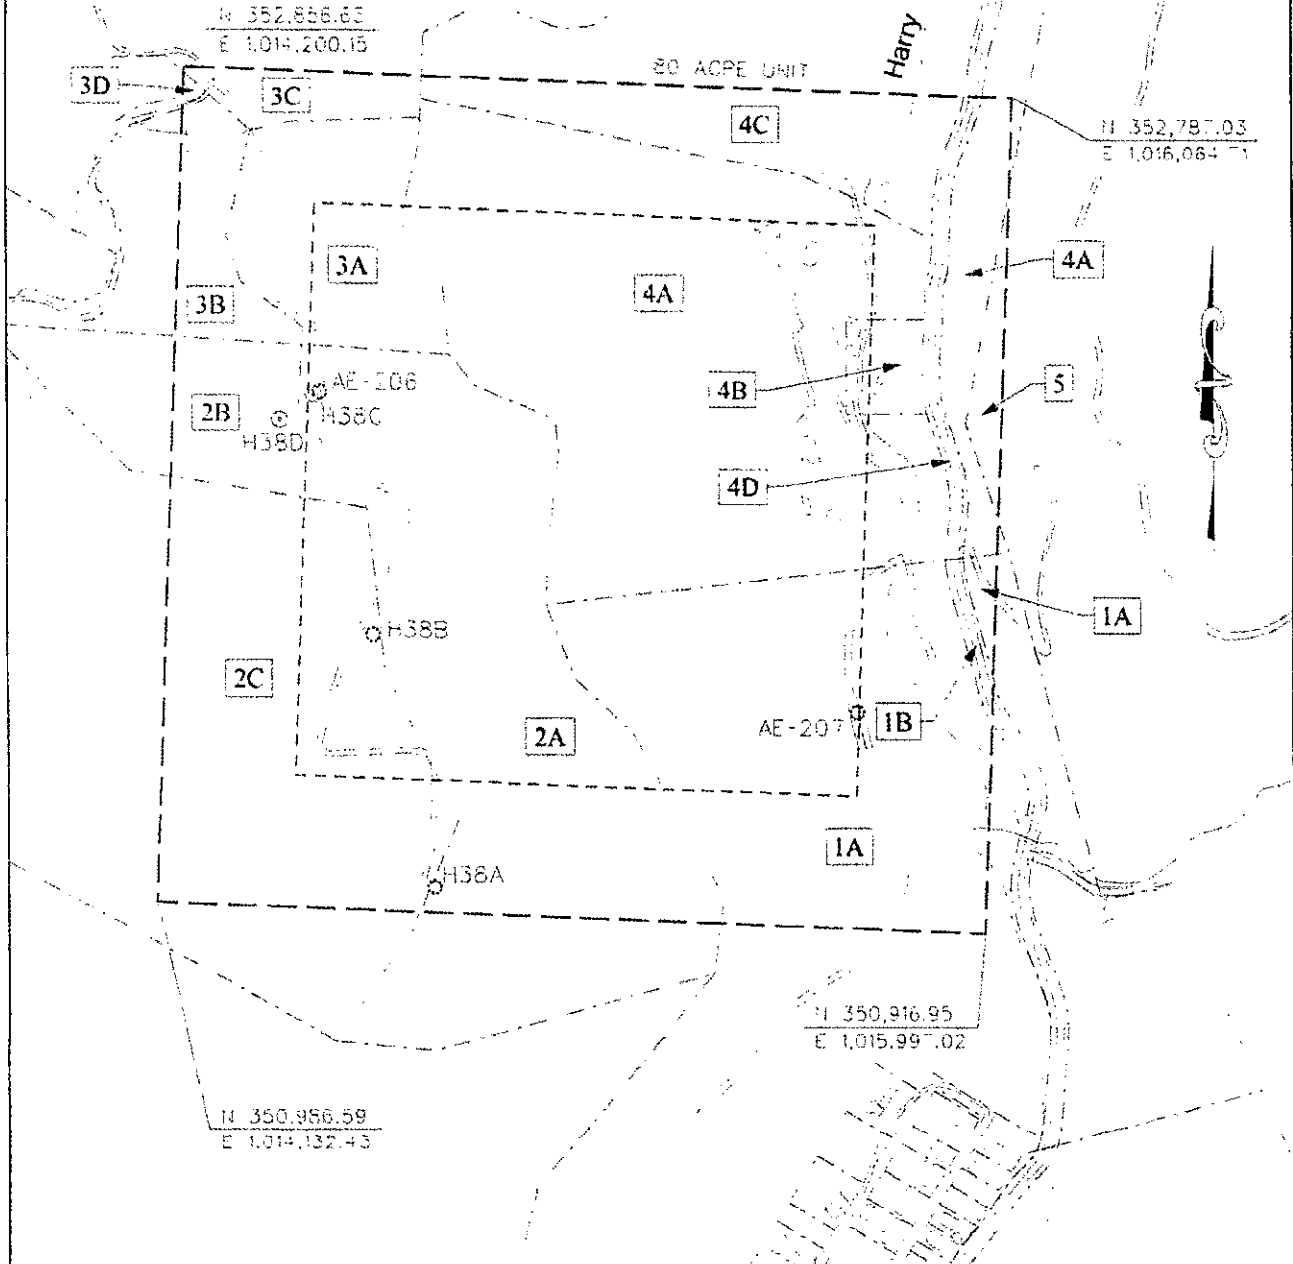 N 352,856.63
E 1,014,200.15
80 ACPE UNIT
Harry
3D
3C
4C
N 352,787.03
E 1,016,064.71
3A
4A
4A
3B
AE-206
4B
5
2B
H38C
H38D
4D
1A
H38B
2C
2A
AE-207
1B
1A
H38A
N 350,916.95
E 1,015,997.02
N 350,986.59
E 1,014,132.43